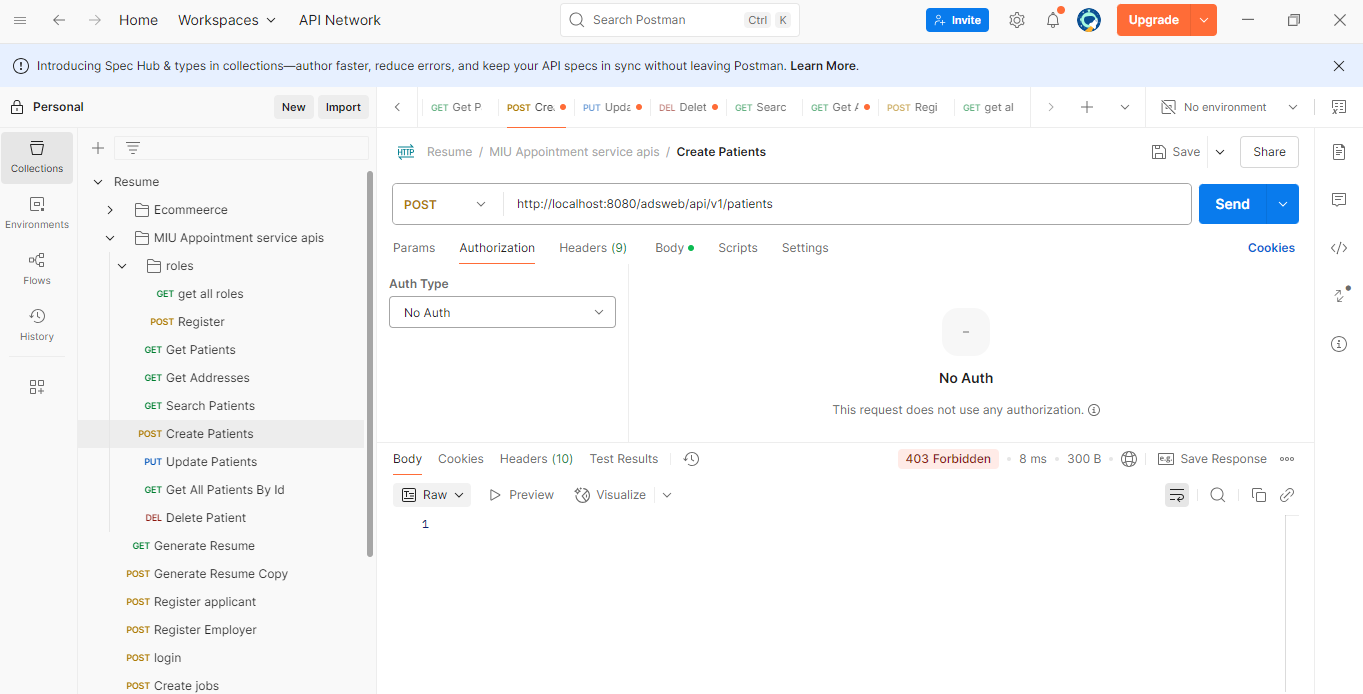 Home Workspaces API Network Search Postman Ctrl K Invite Upgrade
Introducing Spec Hub & types in collections—author faster, reduce errors, and keep your API specs in sync without leaving Postman. Learn More.
Personal New Import
GET Get P POST Cre PUT Upda DEL Delet GET Searc GET Get A POST Regi GET get al No environment
Collections
Environments
Flows
History
Resume
Ecommeerce
MIU Appointment service apis
roles
GET get all roles
POST Register
GET Get Patients
GET Get Addresses
GET Search Patients
POST Create Patients
PUT Update Patients
GET Get All Patients By Id
DEL Delete Patient
GET Generate Resume
POST Generate Resume Copy
POST Register applicant
POST Register Employer
POST login
POST Create jobs
HTTP Resume / MIU Appointment service apis / Create Patients Save Share
POST http://localhost:8080/adsweb/api/v1/patients Send
Params Authorization Headers (9) Body Scripts Settings Cookies
Auth Type
No Auth
No Auth
This request does not use any authorization.
Body Cookies Headers (10) Test Results 403 Forbidden 8 ms 300 B e.g. Save Response
Raw Preview Visualize
1